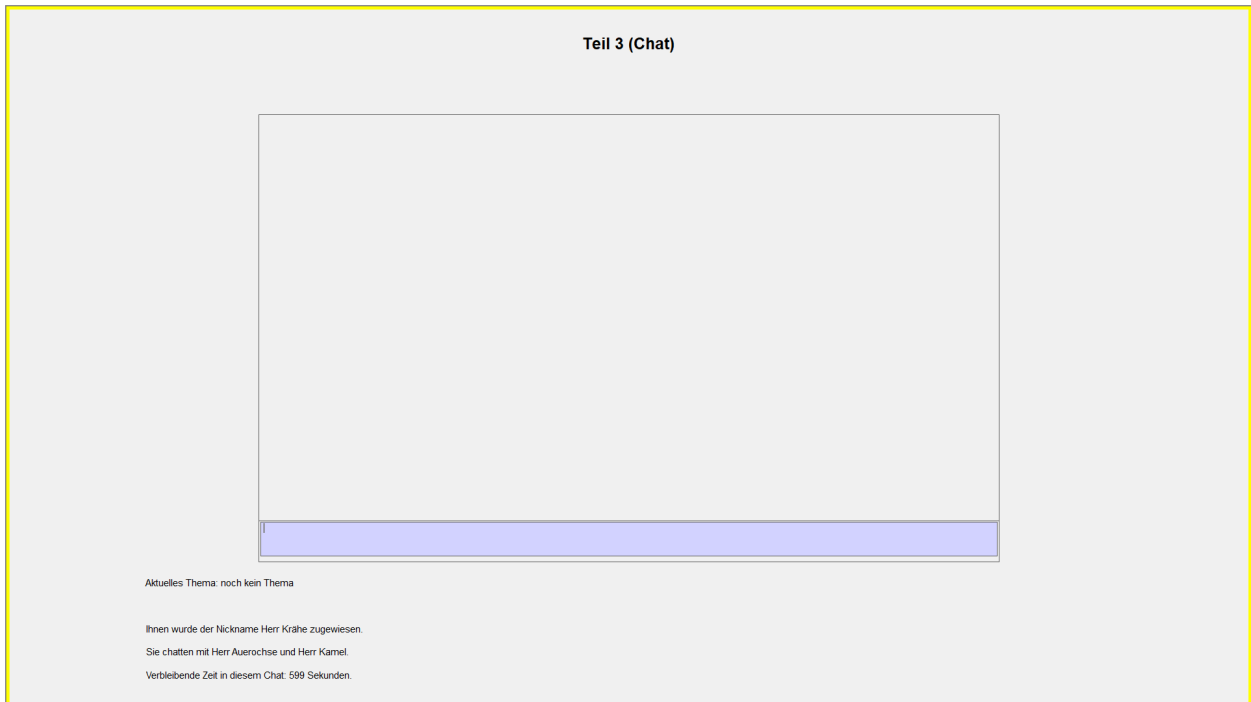 Teil 3 (Chat)
Aktuelles Thema: noch kein Thema
Ihnen wurde der Nickname Herr Krähe zugewiesen.
Sie chatten mit Herr Auerochse und Herr Kamel.
Verbleibende Zeit in diesem Chat: 599 Sekunden.